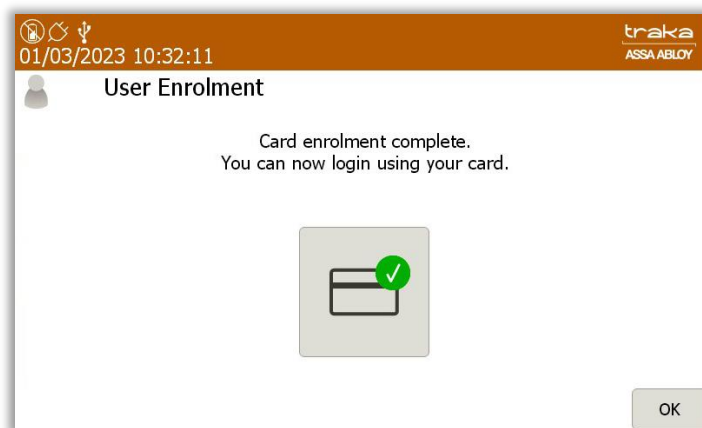 traka
01/03/2023 10:32:11
ASSA ABLOY
User Enrolment
Card enrolment complete.
You can now login using your card.
OK